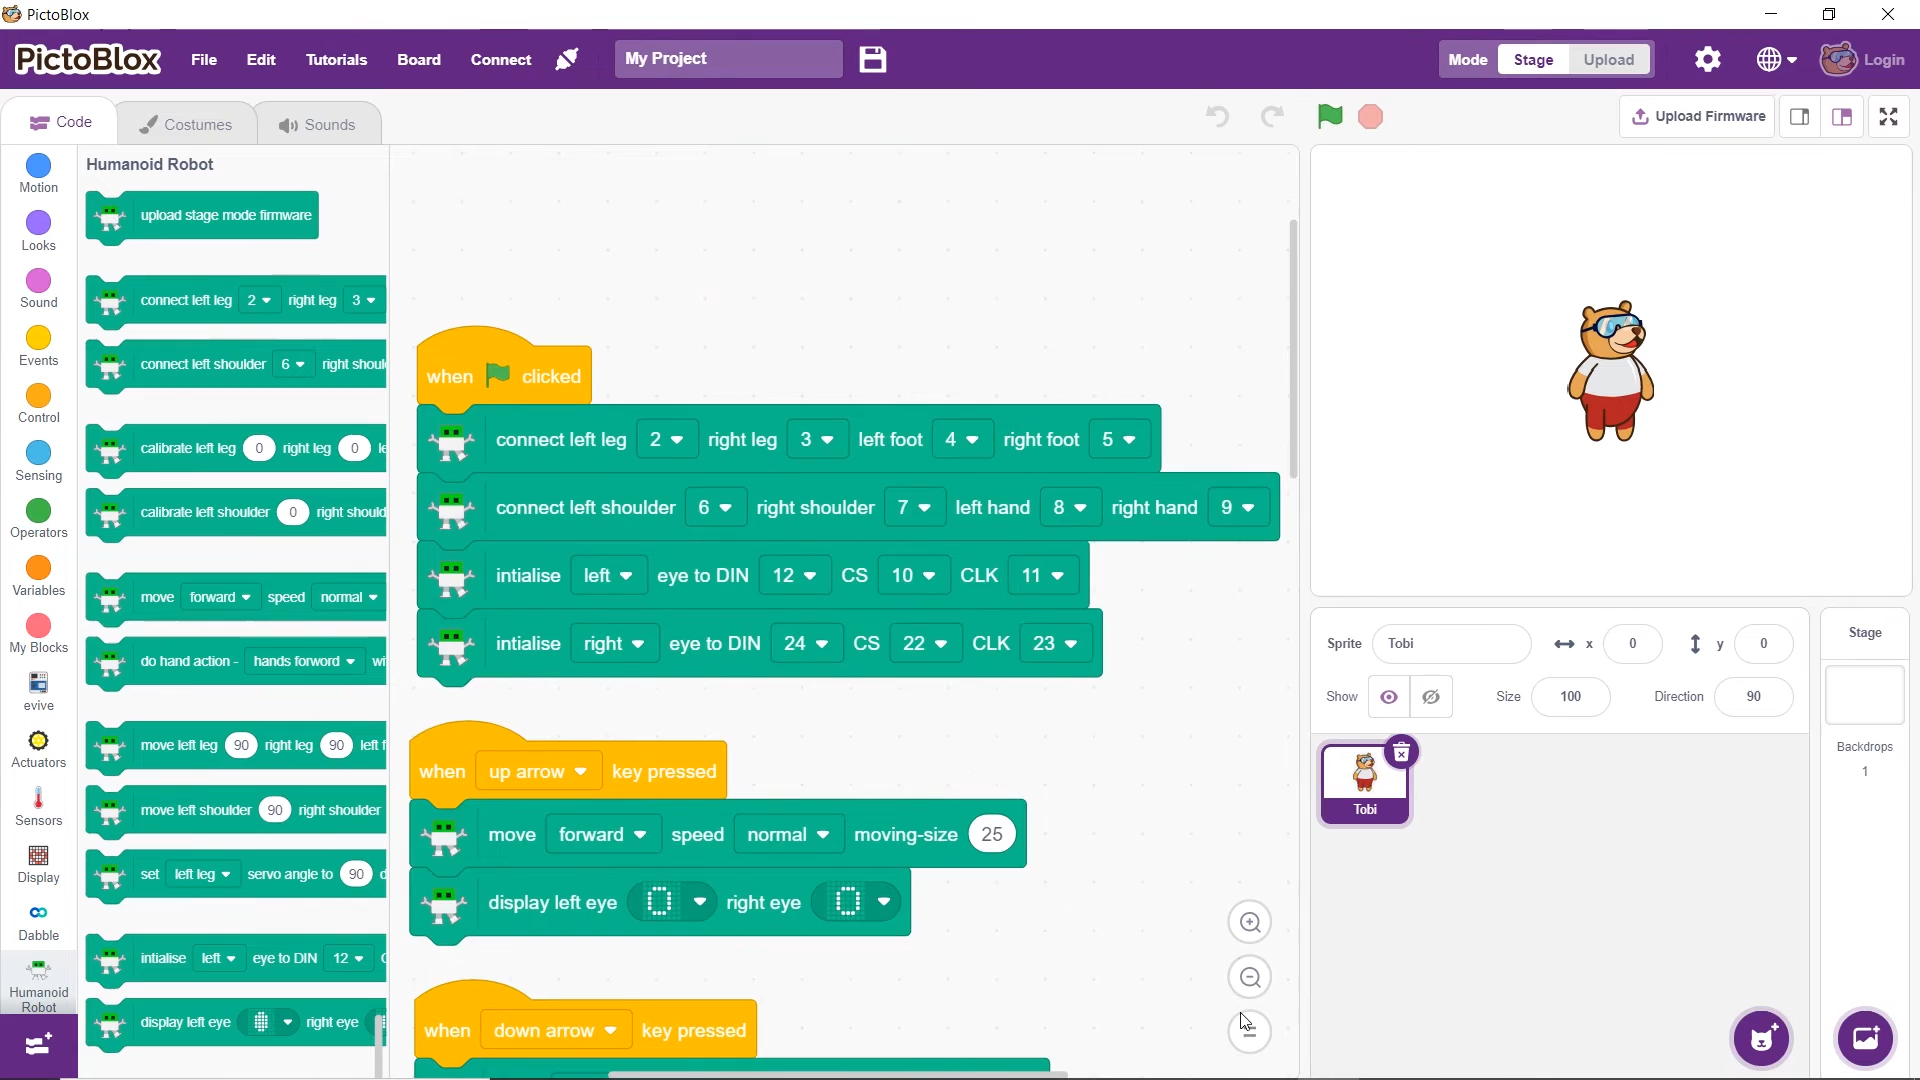 PictoBlox
PictoBlox File Edit Tutorials Board Connect My Project Mode Stage Upload Login
Code Costumes Sounds Upload Firmware
Motion
Looks
Sound
Events
Control
Sensing
Operators
Variables
My Blocks
evive
Actuators
Sensors
Display
Dabble
Humanoid
Robot
Humanoid Robot
upload stage mode firmware
connect left leg 2 right leg 3
connect left shoulder 6 right shoul
calibrate left leg 0 right leg 0 le
calibrate left shoulder 0 right should
move forward speed normal
do hand action - hands forword wi
move left leg 90 right leg 90 left f
move left shoulder 90 right shoulder
set left leg servo angle to 90 d
intialise left eye to DIN 12 C
display left eye right eye
when clicked
connect left leg 2 right leg 3 left foot 4 right foot 5
connect left shoulder 6 right shoulder 7 left hand 8 right hand 9
intialise left eye to DIN 12 CS 10 CLK 11
intialise right eye to DIN 24 CS 22 CLK 23
when up arrow key pressed
move forward speed normal moving-size 25
display left eye right eye
when down arrow key pressed
Sprite Tobi x 0 y 0
Show Size 100 Direction 90
Tobi
Stage
Backdrops
1